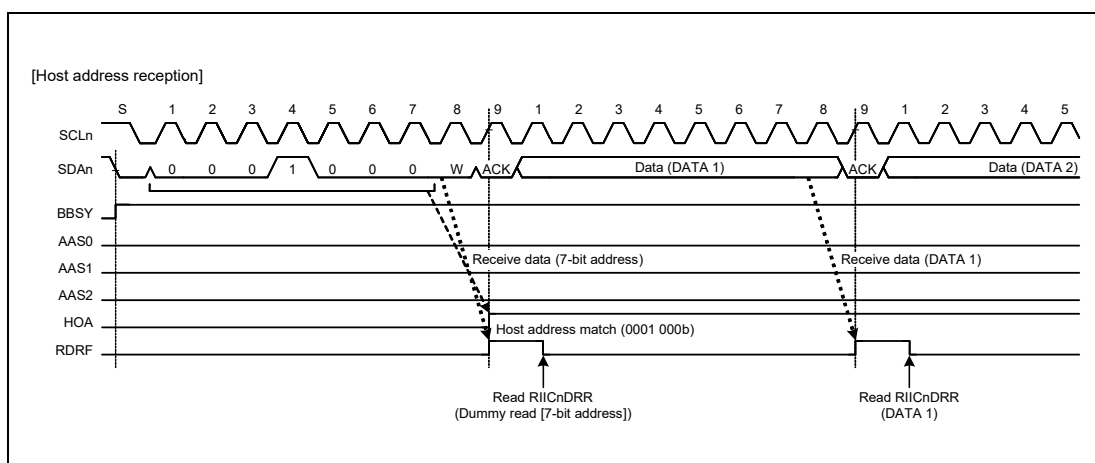 [Host address reception]
S 1 2 3 4 5 6 7 8 9 1 2 3 4 5 6 7 8 9 1 2 3 4 5
SCLn
SDAn 0 0 0 1 0 0 0 W ACK Data (DATA 1) ACK Data (DATA 2)
BBSY
AAS0
Receive data (7-bit address) Receive data (DATA 1)
AAS1
AAS2
HOA
Host address match (0001 000b)
RDRF
Read RIICnDRR Read RIICnDRR
(Dummy read [7-bit address]) (DATA 1)